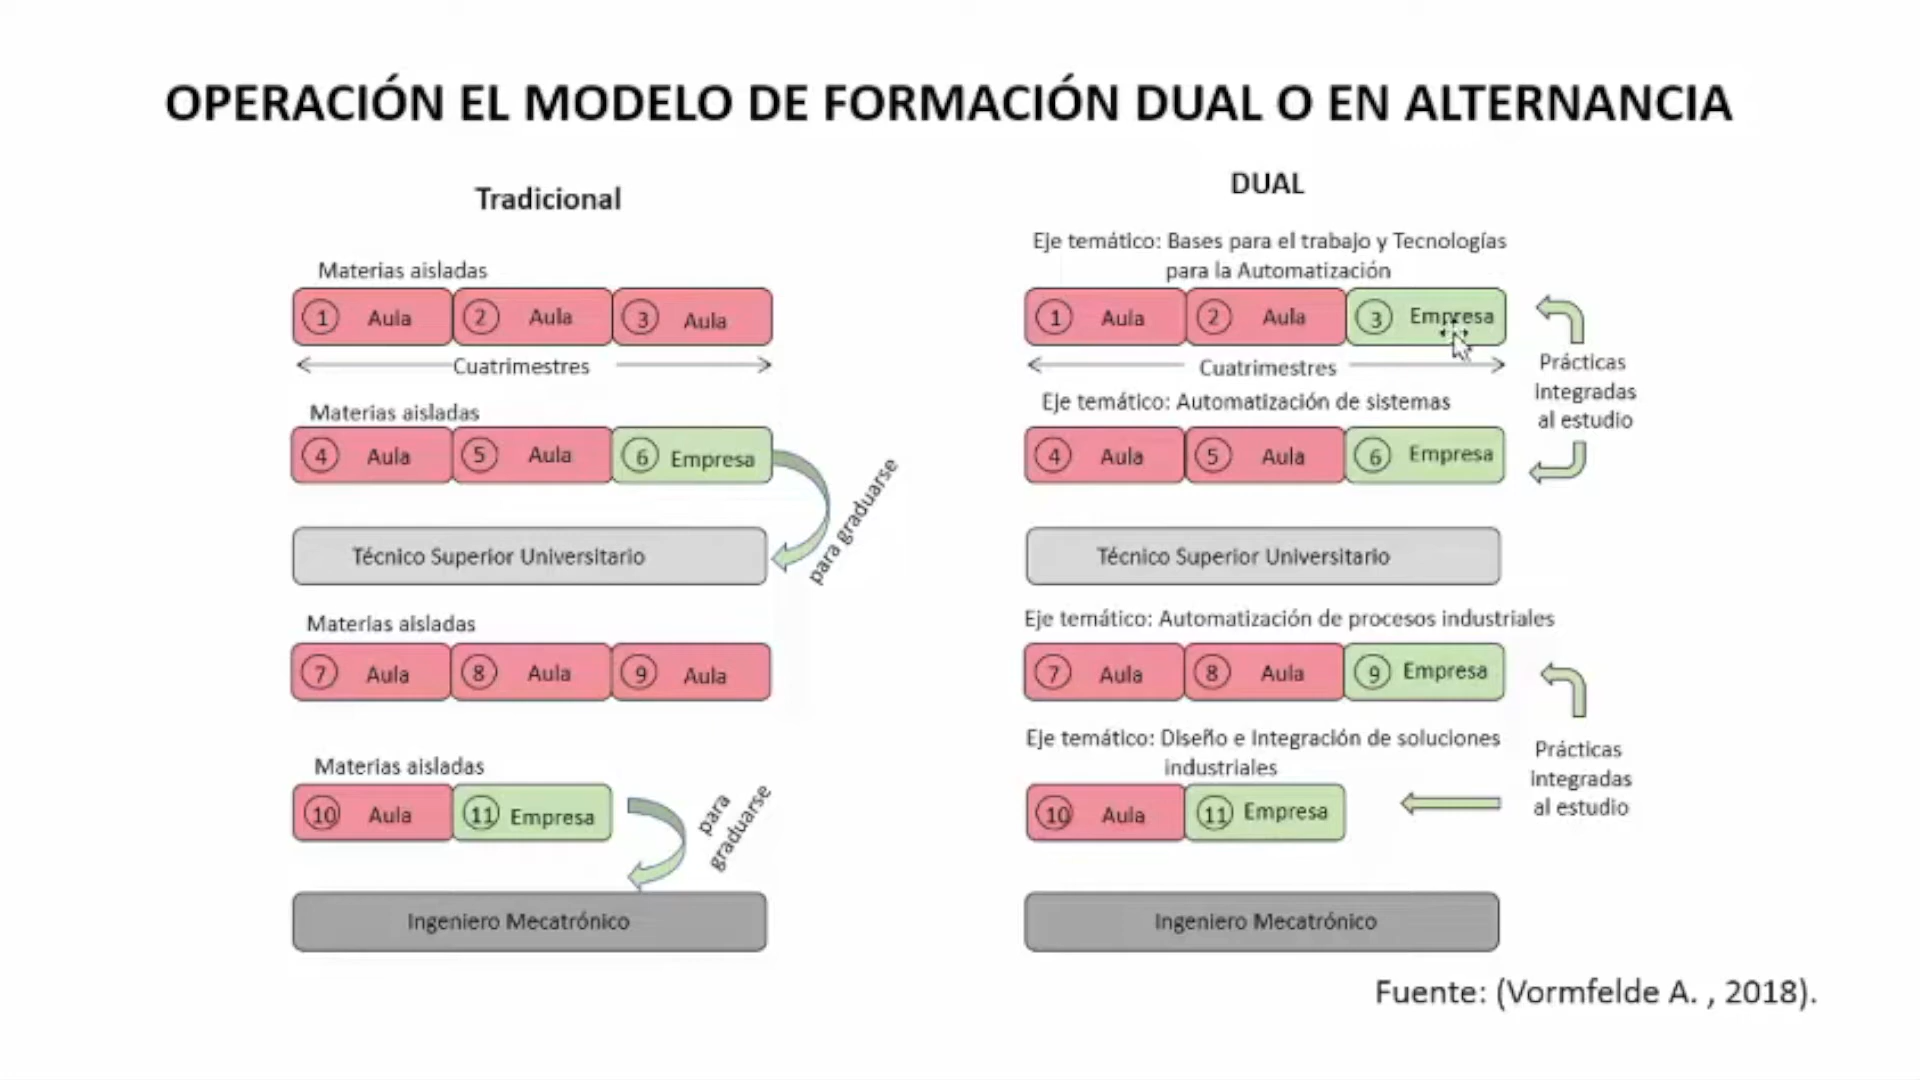 OPERACIÓN EL MODELO DE FORMACIÓN DUAL O EN ALTERNANCIA
Tradicional
Materias aisladas
1 Aula 2 Aula 3 Aula
Cuatrimestres
Materias aisladas
4 Aula 5 Aula 6 Empresa
para graduarse
Técnico Superior Universitario
Materias aisladas
7 Aula 8 Aula 9 Aula
Materias aisladas
10 Aula 11 Empresa
para
graduarse
Ingeniero Mecatrónico
DUAL
Eje temático: Bases para el trabajo y Tecnologías
para la Automatización
1 Aula 2 Aula 3 Empresa
Cuatrimestres
Eje temático: Automatización de sistemas
4 Aula 5 Aula 6 Empresa
Prácticas
integradas
al estudio
Técnico Superior Universitario
Eje temático: Automatización de procesos industriales
7 Aula 8 Aula 9 Empresa
Eje temático: Diseño e Integración de soluciones
industriales
10 Aula 11 Empresa
Prácticas
integradas
al estudio
Ingeniero Mecatrónico
Fuente: (Vormfelde A. , 2018).